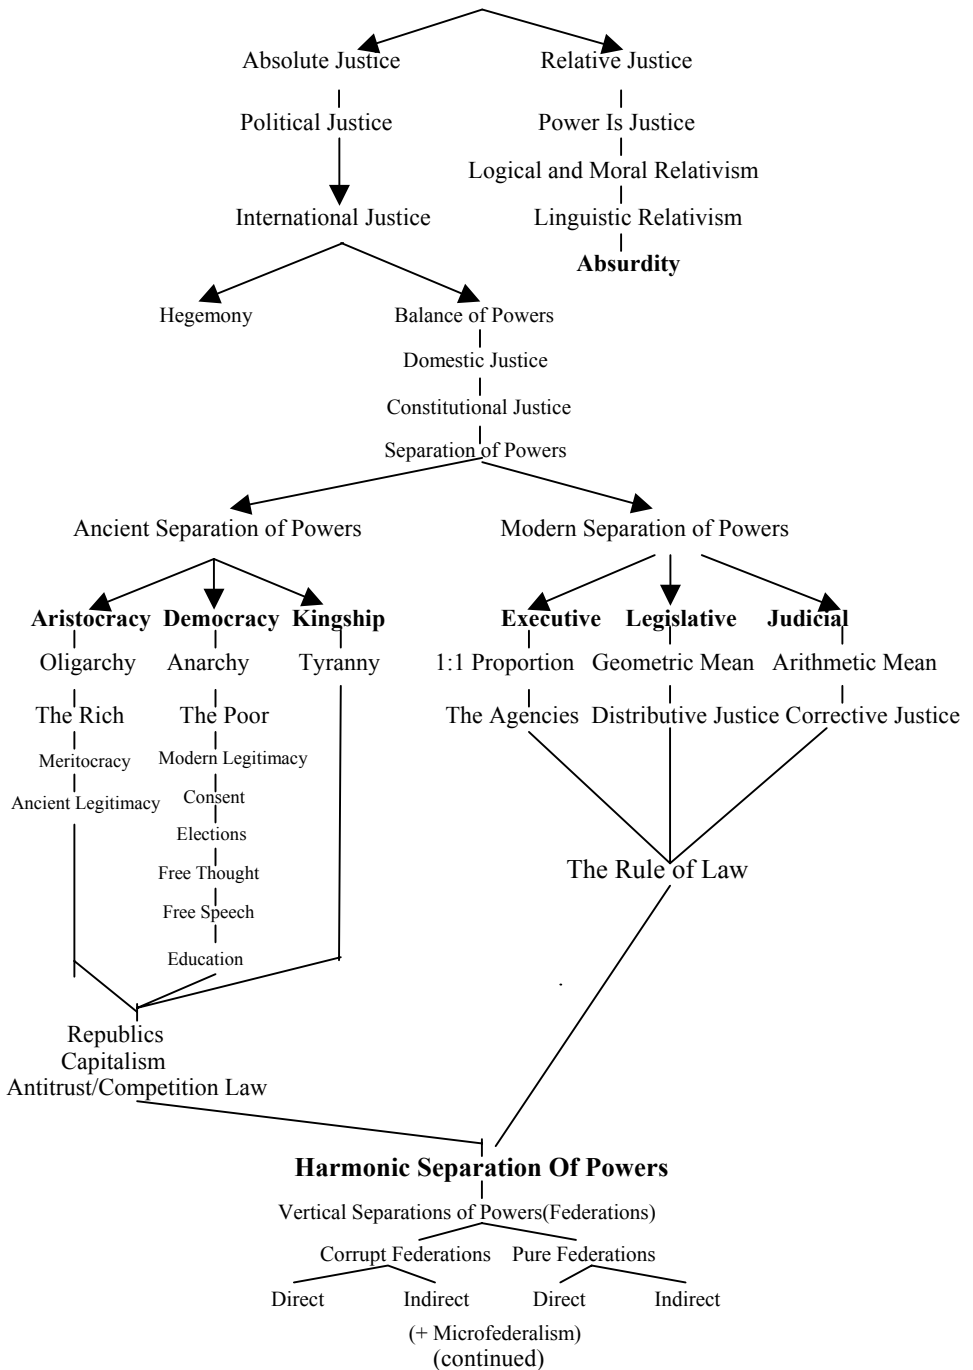 Absolute Justice Relative Justice
Political Justice Power Is Justice
Logical and Moral Relativism
International Justice Linguistic Relativism
Absurdity
Hegemony Balance of Powers
Domestic Justice
Constitutional Justice
Separation of Powers
Ancient Separation of Powers Modern Separation of Powers
Aristocracy Democracy Kingship Executive Legislative Judicial
Oligarchy Anarchy Tyranny 1:1 Proportion Geometric Mean Arithmetic Mean
The Rich The Poor The Agencies Distributive Justice Corrective Justice
Meritocracy Modern Legitimacy
Ancient Legitimacy Consent
Elections
Free Thought The Rule of Law
Free Speech
Education
Republics
Capitalism
Antitrust/Competition Law
Harmonic Separation Of Powers
Vertical Separations of Powers(Federations)
Corrupt Federations Pure Federations
Direct Indirect Direct Indirect
(+ Microfederalism)
(continued)